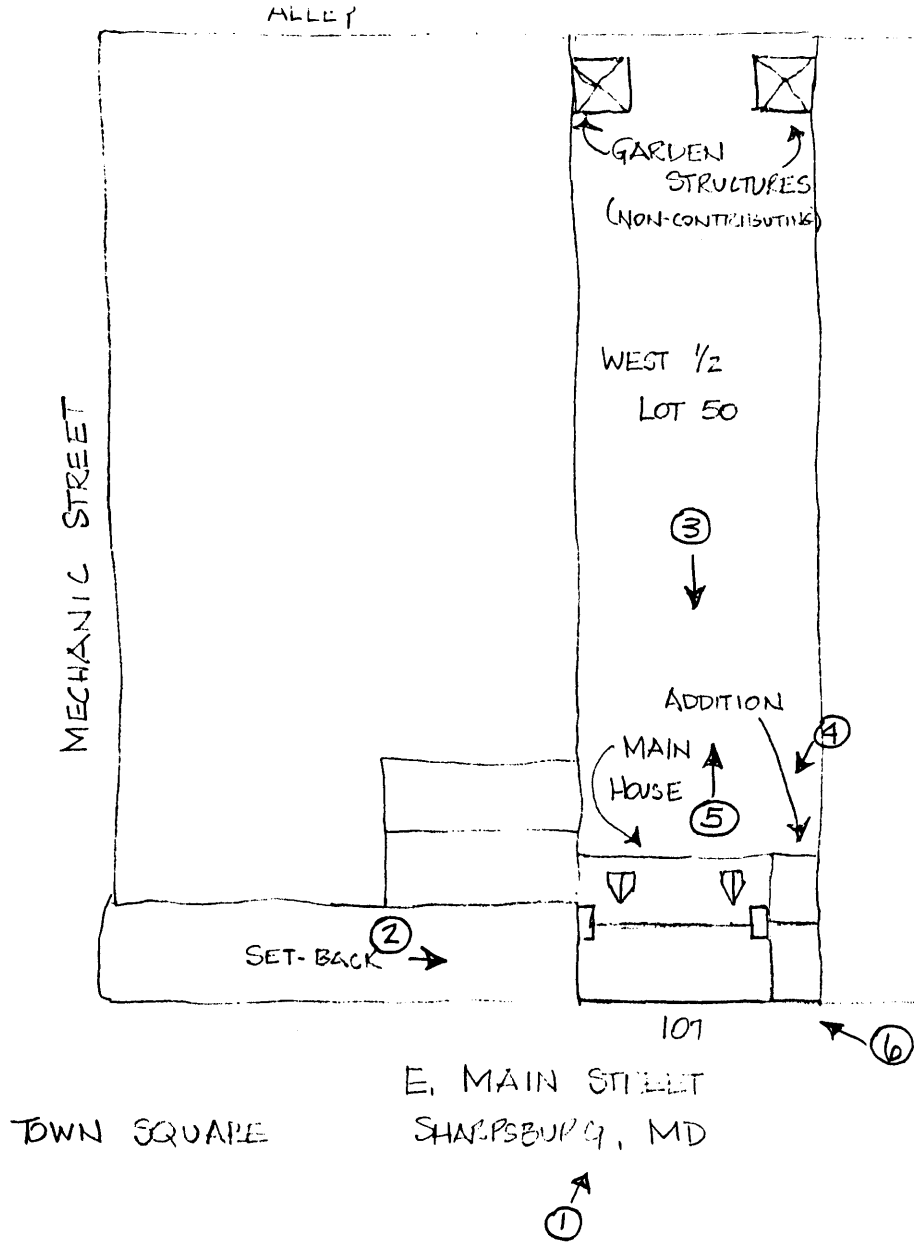 ALLEY
GARDEN
STRUCTURES
(NON-CONTRIBUTING)
WEST 1/2
LOT 50
MECHANIC STREET
3
ADDITION
4
MAIN
HOUSE
5
2
SET-BACK
107
6
E. MAIN STREET
TOWN SQUARE
SHARPSBURG, MD
1